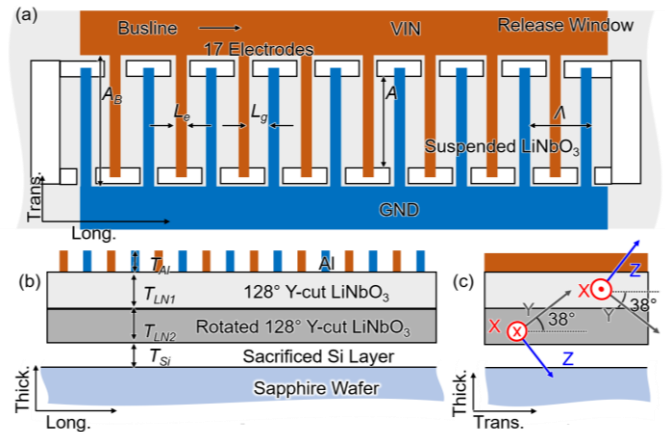 (a)
Busline
VIN
Release Window
17 Electrodes
A_B
L_e
L_g
A
Λ
Suspended LiNbO₃
Trans.
GND
Long.
(b)
T_Al
Al
T_LN1
128° Y-cut LiNbO₃
T_LN2
Rotated 128° Y-cut LiNbO₃
T_Si
Sacrificed Si Layer
Sapphire Wafer
Thick.
Long.
(c)
Z
X
Y
38°
X
Y
38°
Z
Thick.
Trans.